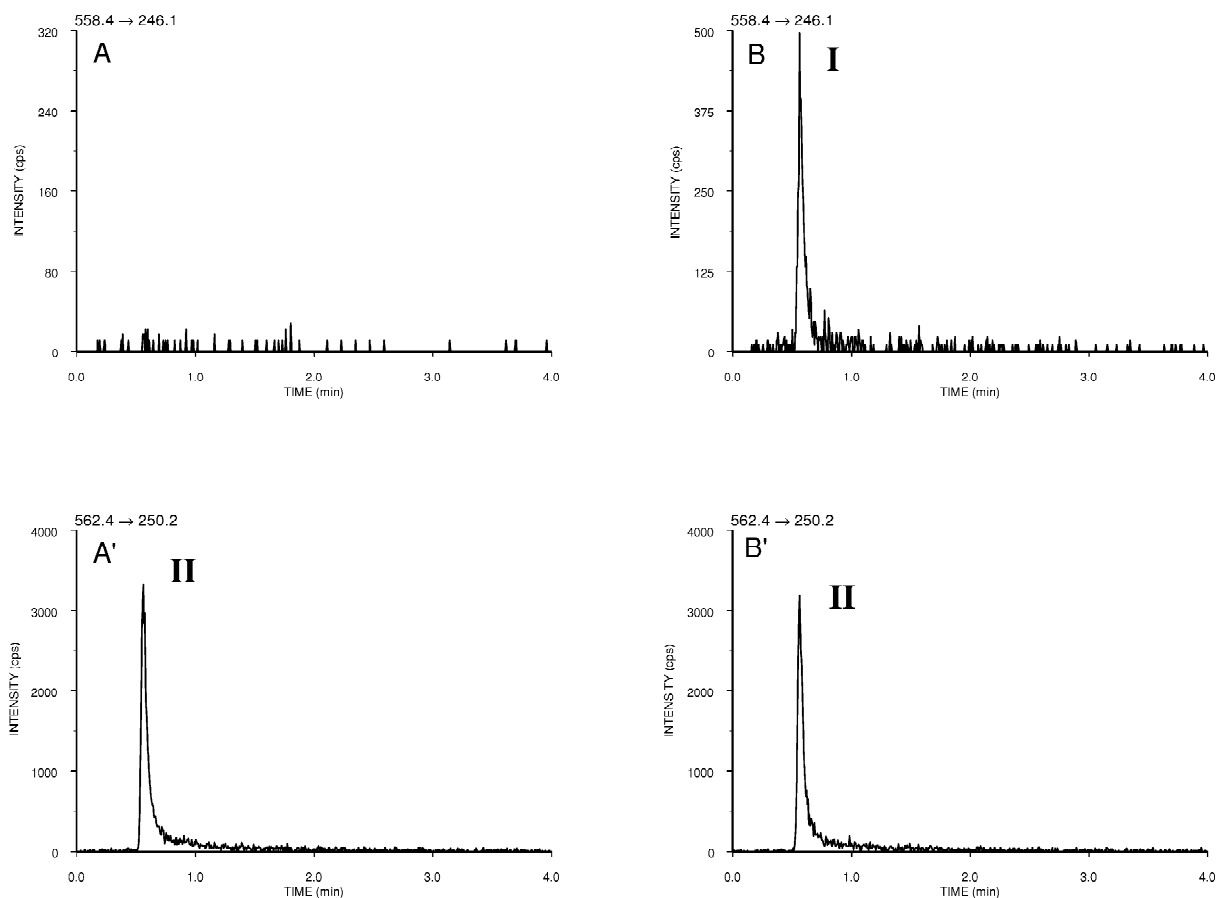 558.4 → 246.1
A
320
240
160
80
0
INTENSITY (cps)
0.0 1.0 2.0 3.0 4.0
TIME (min)
558.4 → 246.1
B
I
500
375
250
125
0
INTENSITY (cps)
0.0 1.0 2.0 3.0 4.0
TIME (min)
562.4 → 250.2
A'
II
4000
3000
2000
1000
0
INTENSITY (cps)
0.0 1.0 2.0 3.0 4.0
TIME (min)
562.4 → 250.2
B'
II
4000
3000
2000
1000
0
INTENSITY (cps)
0.0 1.0 2.0 3.0 4.0
TIME (min)